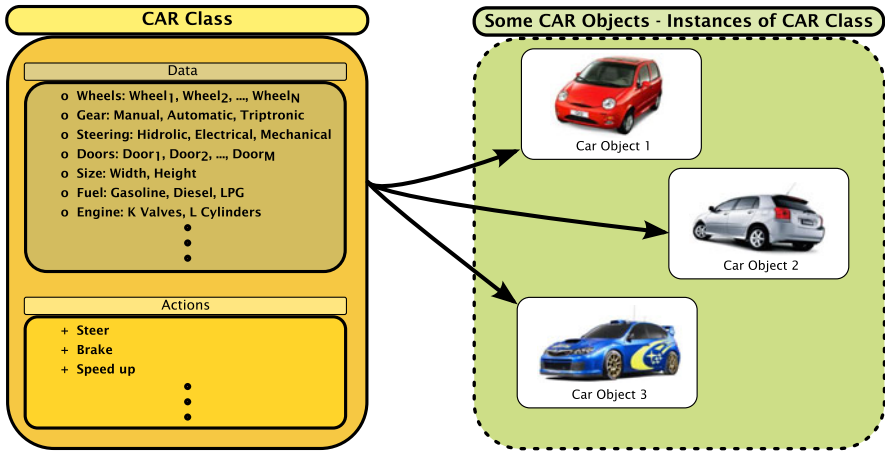 CAR Class
Data
o Wheels: Wheel1, Wheel2, ..., WheelN
o Gear: Manual, Automatic, Triptronic
o Steering: Hidrolic, Electrical, Mechanical
o Doors: Door1, Door2, ..., DoorM
o Size: Width, Height
o Fuel: Gasoline, Diesel, LPG
o Engine: K Valves, L Cylinders
Actions
+ Steer
+ Brake
+ Speed up
Some CAR Objects - Instances of CAR Class
Car Object 1
Car Object 2
Car Object 3